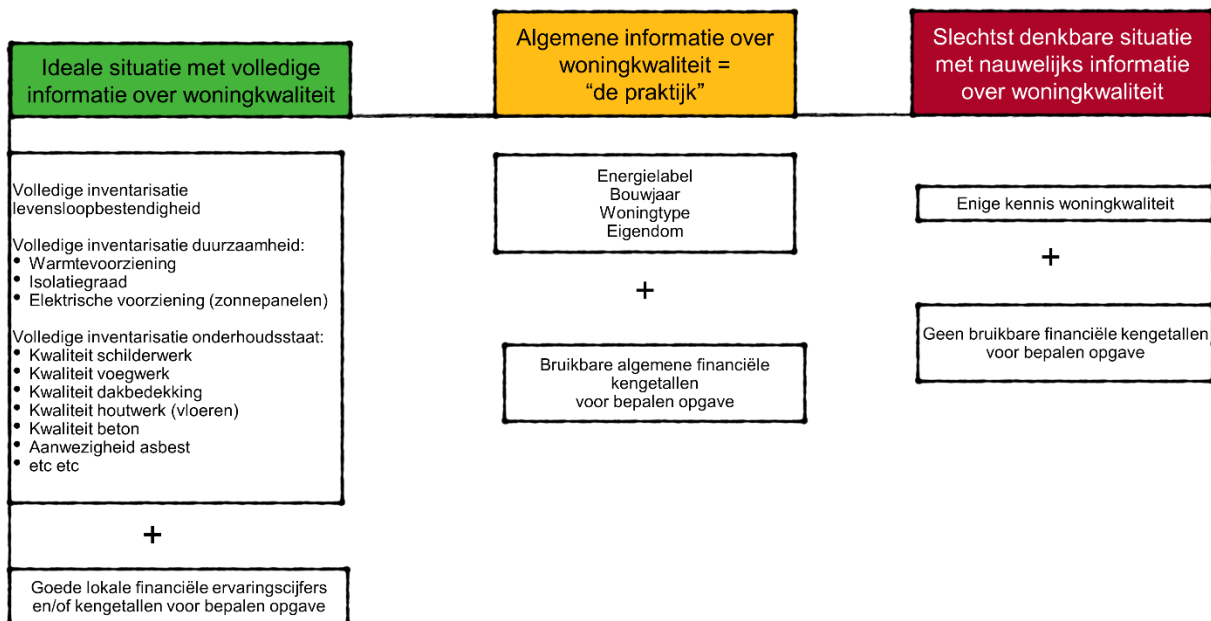 Ideale situatie met volledige
informatie over woningkwaliteit
Volledige inventarisatie
levensloopbestendigheid
Volledige inventarisatie duurzaamheid:
• Warmtevoorziening
• Isolatiegraad
• Elektrische voorziening (zonnepanelen)
Volledige inventarisatie onderhoudsstaat:
• Kwaliteit schilderwerk
• Kwaliteit voegwerk
• Kwaliteit dakbedekking
• Kwaliteit houtwerk (vloeren)
• Kwaliteit beton
• Aanwezigheid asbest
• etc etc
+
Goede lokale financiële ervaringscijfers
en/of kengetallen voor bepalen opgave
Algemene informatie over
woningkwaliteit =
“de praktijk”
Energielabel
Bouwjaar
Woningtype
Eigendom
+
Bruikbare algemene financiële
kengetallen
voor bepalen opgave
Slechtst denkbare situatie
met nauwelijks informatie
over woningkwaliteit
Enige kennis woningkwaliteit
+
Geen bruikbare financiële kengetallen
voor bepalen opgave